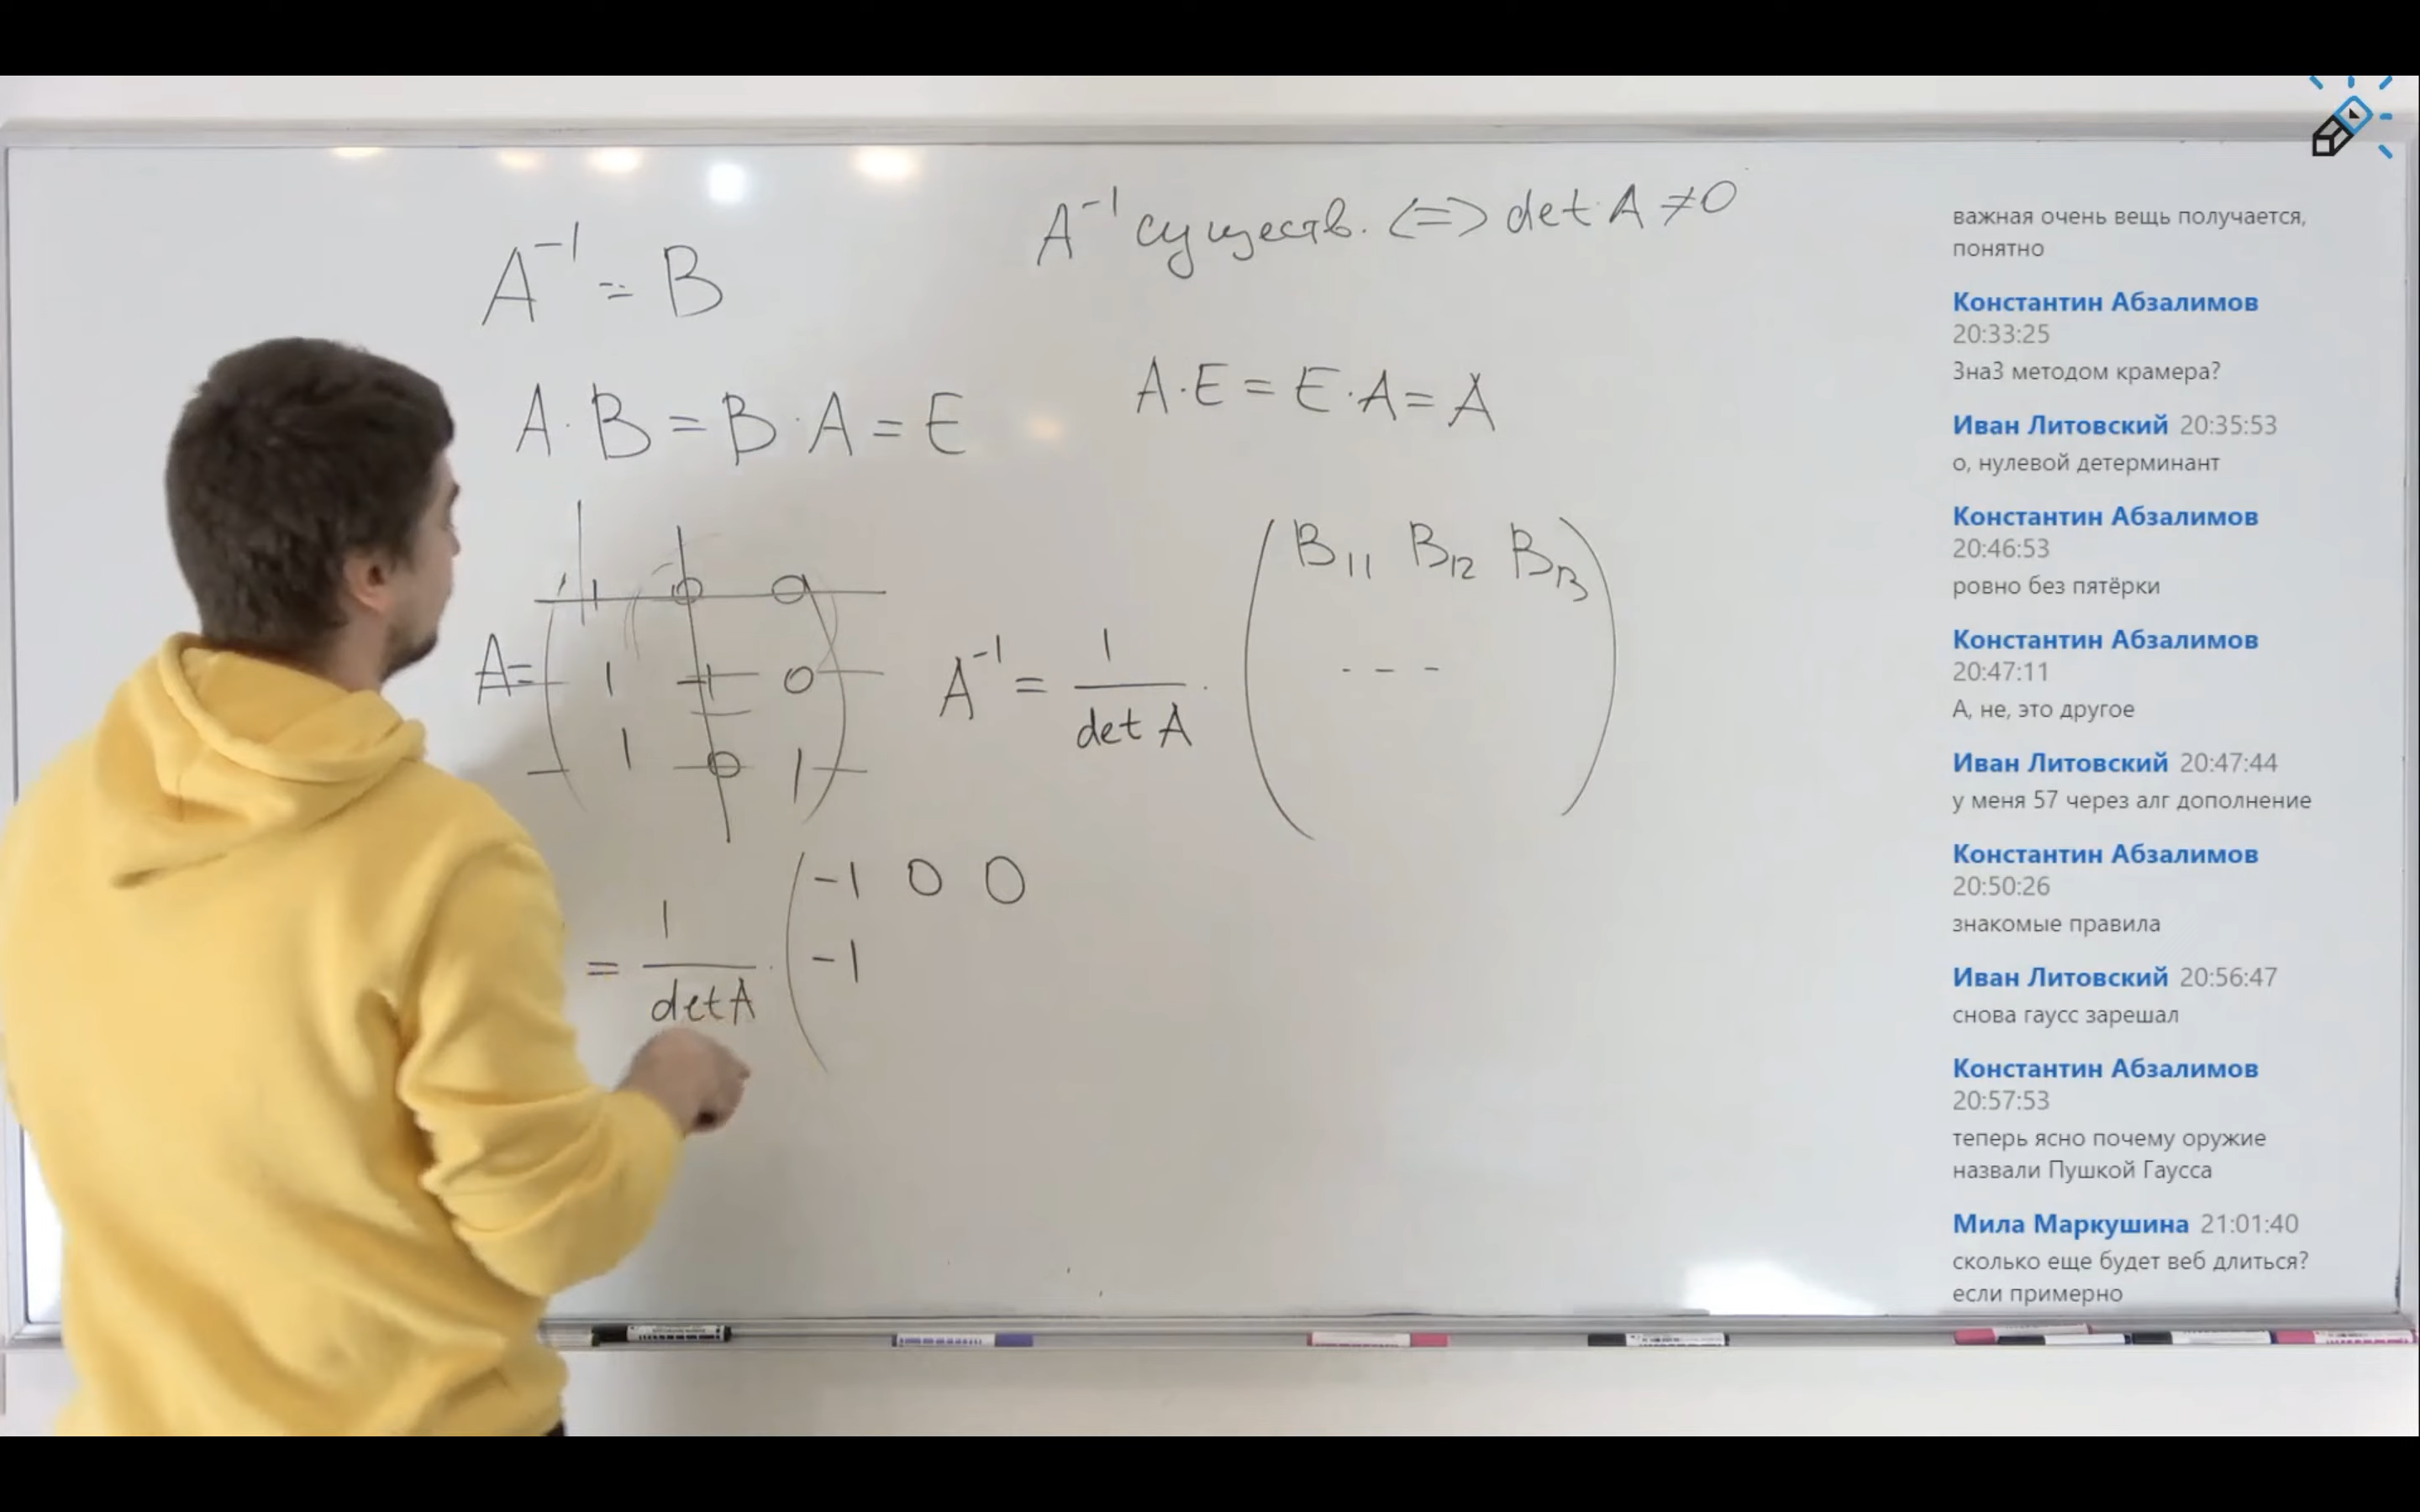 A⁻¹ = B
A⁻¹ существ. <=> det A ≠ 0
A · B = B · A = E
A · E = E · A = A
A =
1 0 0
1 -1 0
1 0 1
A⁻¹ = 1 / det A · ( B₁₁ B₁₂ B₁₃
- - - )
= 1 / det A · ( -1 0 0
-1
важная очень вещь получается,
понятно
Константин Абзалимов
20:33:25
3на3 методом крамера?
Иван Литовский 20:35:53
о, нулевой детерминант
Константин Абзалимов
20:46:53
ровно без пятёрки
Константин Абзалимов
20:47:11
А, не, это другое
Иван Литовский 20:47:44
у меня 57 через алг дополнение
Константин Абзалимов
20:50:26
знакомые правила
Иван Литовский 20:56:47
снова гаусс зарешал
Константин Абзалимов
20:57:53
теперь ясно почему оружие
назвали Пушкой Гаусса
Мила Маркушина 21:01:40
сколько еще будет веб длиться?
если примерно